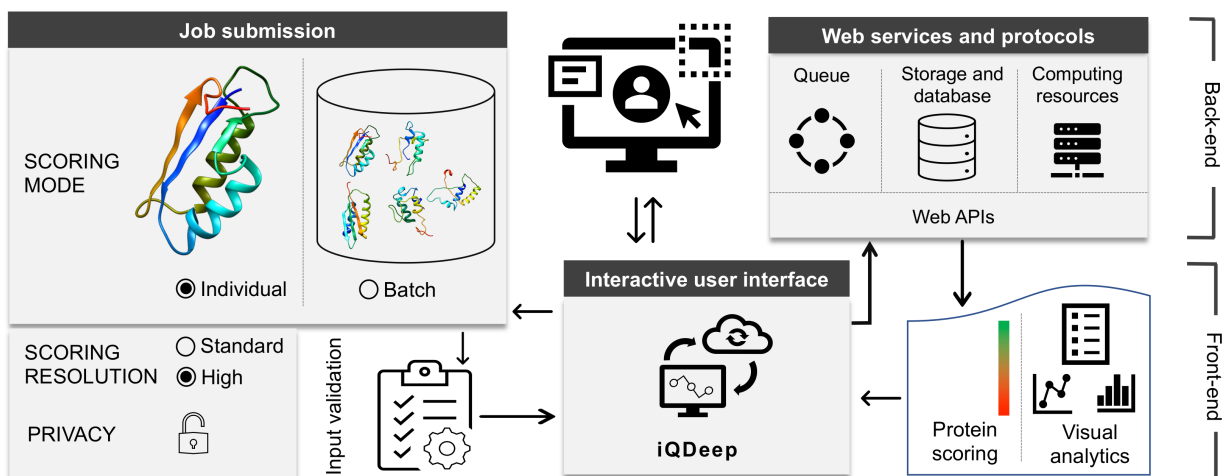 Job submission
SCORING
MODE
Individual
Batch
SCORING
RESOLUTION
Standard
High
PRIVACY
Input validation
Interactive user interface
iQDeep
Web services and protocols
Queue
Storage and
database
Computing
resources
Web APIs
Protein
scoring
Visual
analytics
Back-end
Front-end